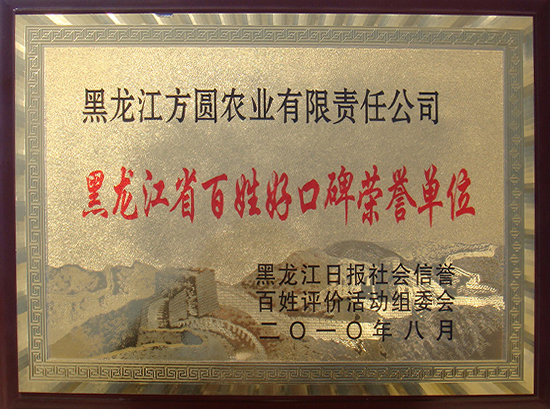 黑龙江方圆农业有限责任公司
黑龙江省百姓好口碑荣誉单位
黑龙江日报社会信誉
百姓评价活动组委会
二〇一〇年八月